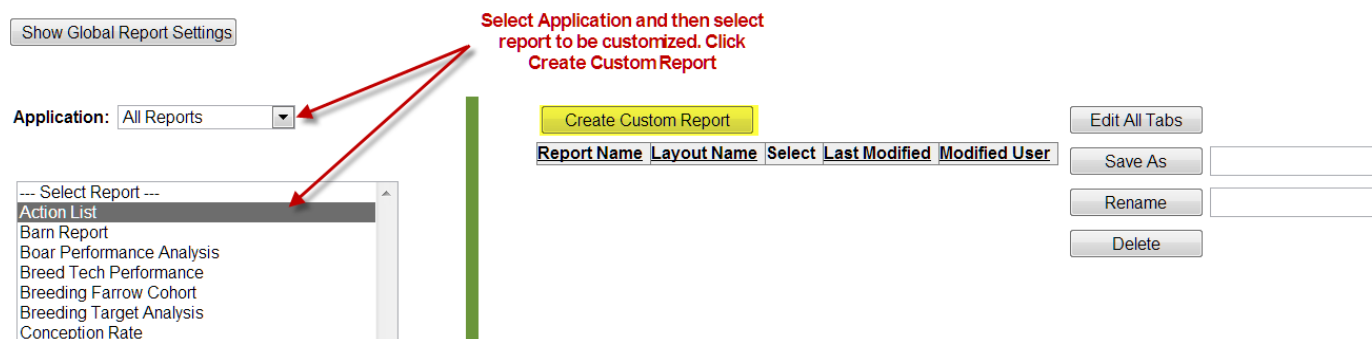 Select Application and then select
report to be customized. Click
Create Custom Report
Show Global Report Settings
Application: All Reports
--- Select Report ---
Action List
Barn Report
Boar Performance Analysis
Breed Tech Performance
Breeding Farrow Cohort
Breeding Target Analysis
Conception Rate
Create Custom Report
Report Name Layout Name Select Last Modified Modified User
Edit All Tabs
Save As
Rename
Delete